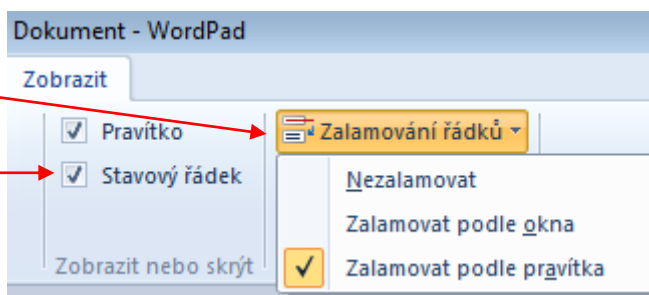 Dokument - WordPad
Zobrazit
Pravítko
Zalamování řádků
Stavový řádek
Nezalamovat
Zalamovat podle okna
Zobrazit nebo skrýt
Zalamovat podle pravítka